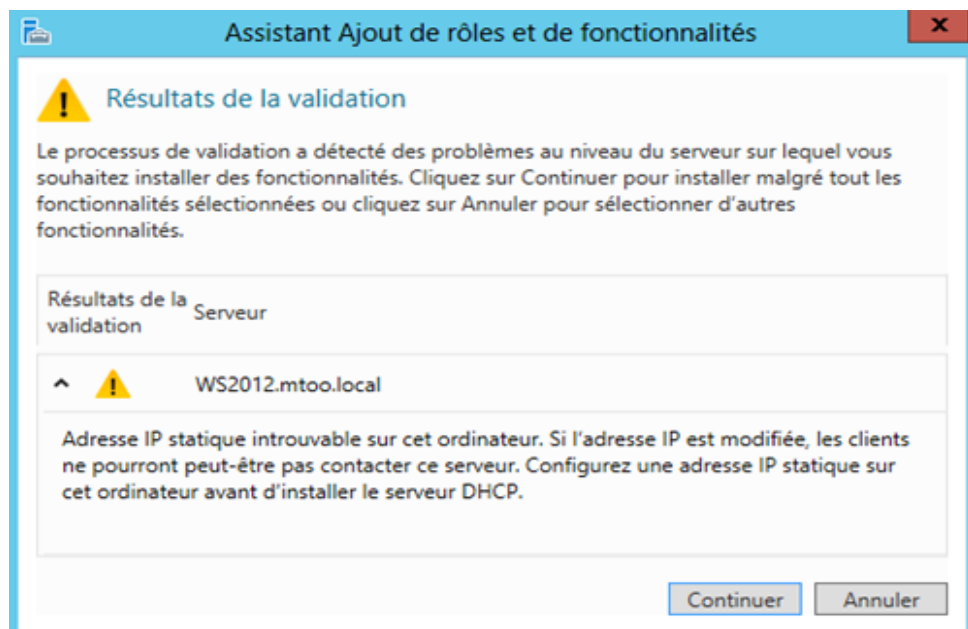 Assistant Ajout de rôles et de fonctionnalités
x
Résultats de la validation
Le processus de validation a détecté des problèmes au niveau du serveur sur lequel vous
souhaitez installer des fonctionnalités. Cliquez sur Continuer pour installer malgré tout les
fonctionnalités sélectionnées ou cliquez sur Annuler pour sélectionner d'autres
fonctionnalités.
Résultats de la
validation
Serveur
WS2012.mtoo.local
Adresse IP statique introuvable sur cet ordinateur. Si l'adresse IP est modifiée, les clients
ne pourront peut-être pas contacter ce serveur. Configurez une adresse IP statique sur
cet ordinateur avant d'installer le serveur DHCP.
Continuer
Annuler